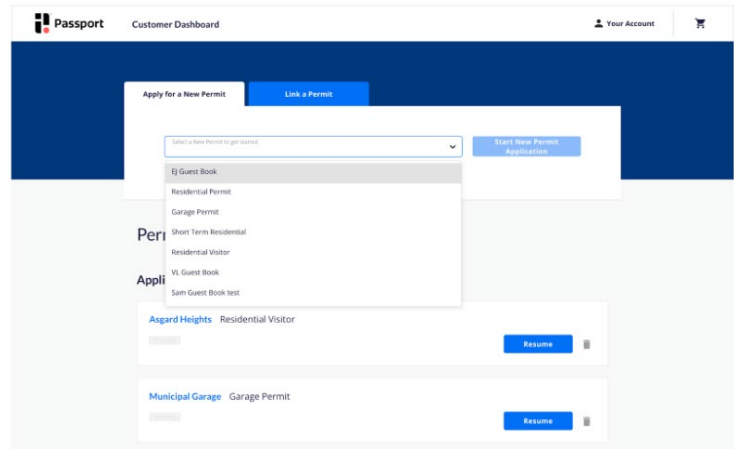 Passport
Customer Dashboard
Your Account
Apply for a New Permit
Link a Permit
Select a New Permit to get started
Start New Permit
Application
EJ Guest Book
Residential Permit
Garage Permit
Short Term Residential
Residential Visitor
VL Guest Book
Sam Guest Book test
Per
Appli
Asgard Heights Residential Visitor
Resume
Municipal Garage Garage Permit
Resume